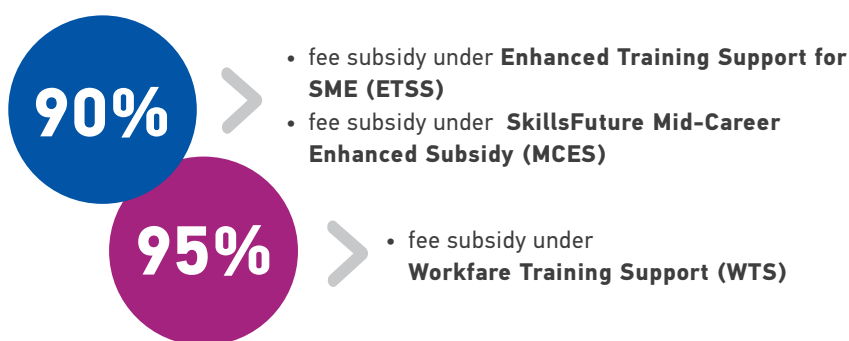 90%
• fee subsidy under Enhanced Training Support for
SME (ETSS)
• fee subsidy under SkillsFuture Mid-Career
Enhanced Subsidy (MCES)
95%
• fee subsidy under
Workfare Training Support (WTS)